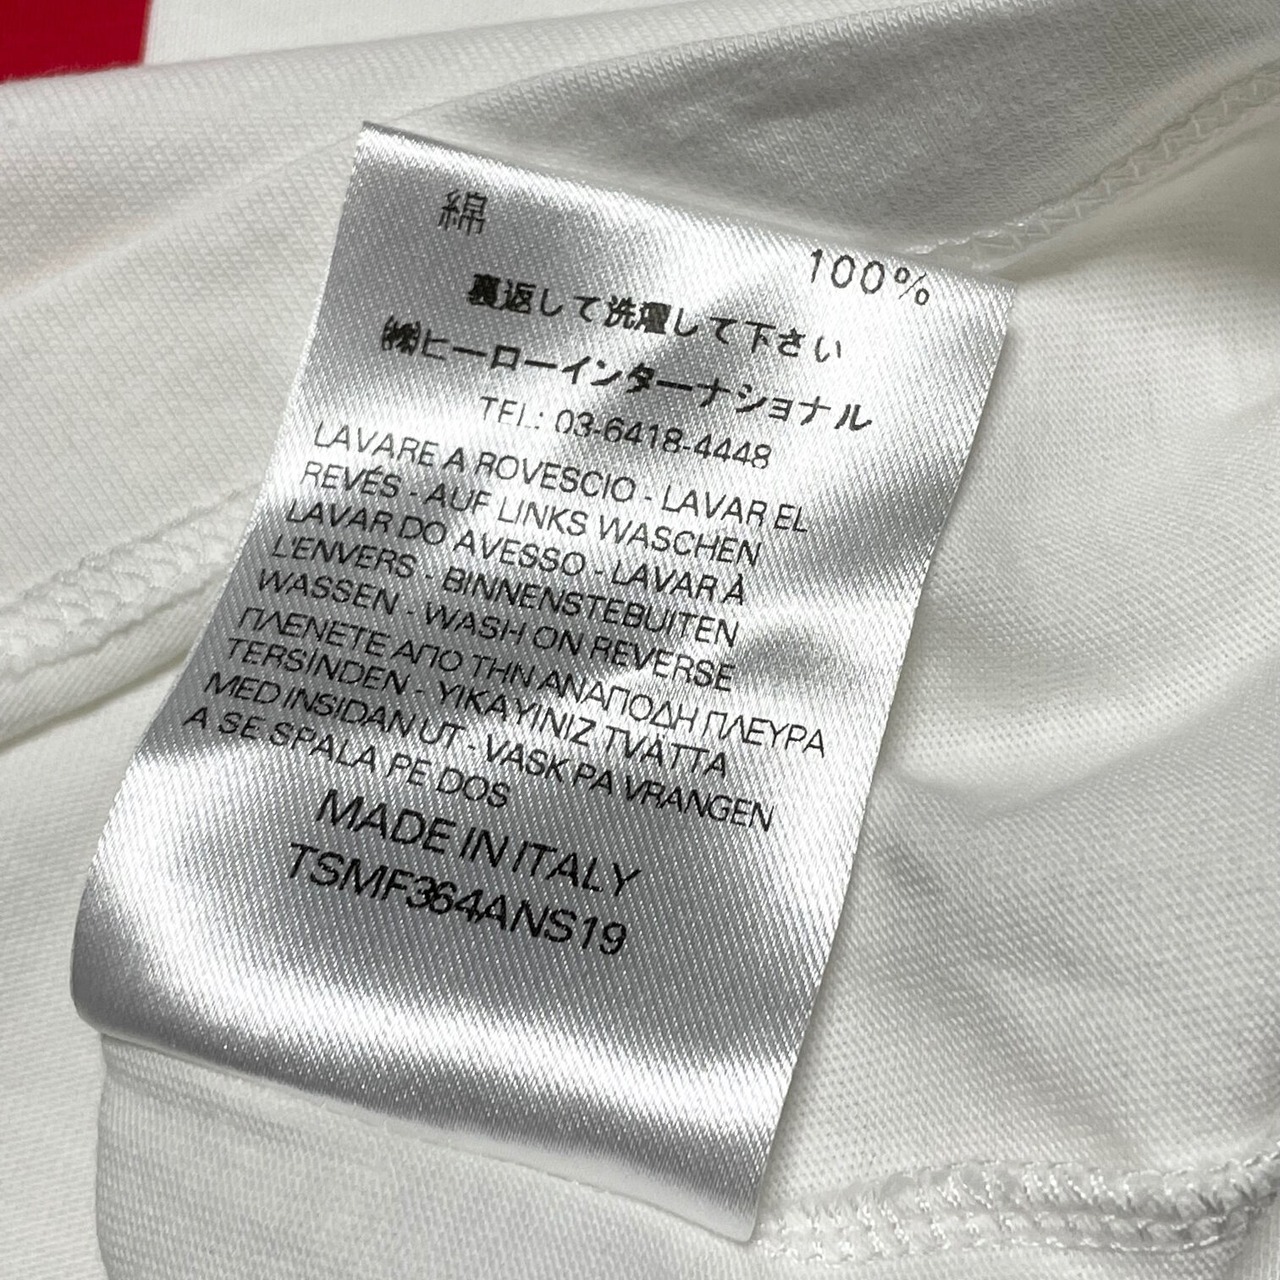 綿 100%
裏返して洗濯して下さい
㈱ヒーローインターナショナル
TEL: 03-6418-4448
LAVARE A ROVESCIO - LAVAR EL
REVÉS - AUF LINKS WASCHEN
LAVAR DO AVESSO - LAVAR À
L'ENVERS - BINNENSTEBUITEN
WASSEN - WASH ON REVERSE
ΠΛΕΝΕΤΕ ΑΠΟ ΤΗΝ ΑΝΑΠΟΔΗ ΠΛΕΥΡΑ
TERSINDEN - YIKAYINIZ TVATTA
MED INSIDAN UT - VASK PA VRANGEN
A SE SPALA PE DOS
MADE IN ITALY
TSMF364ANS19